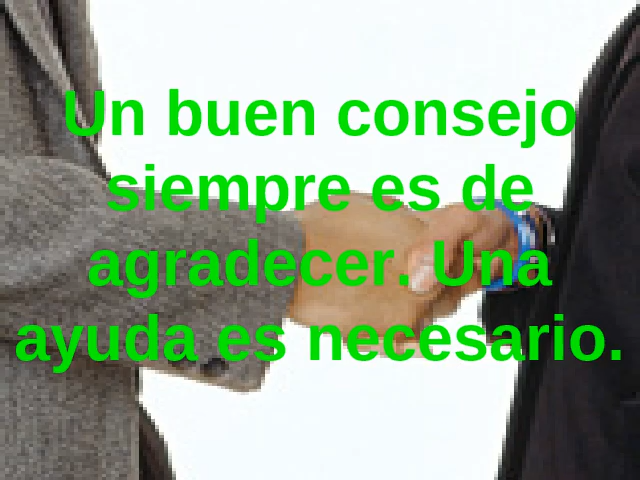 Un buen consejo
siempre es de
agradecer. Una
ayuda es necesario.